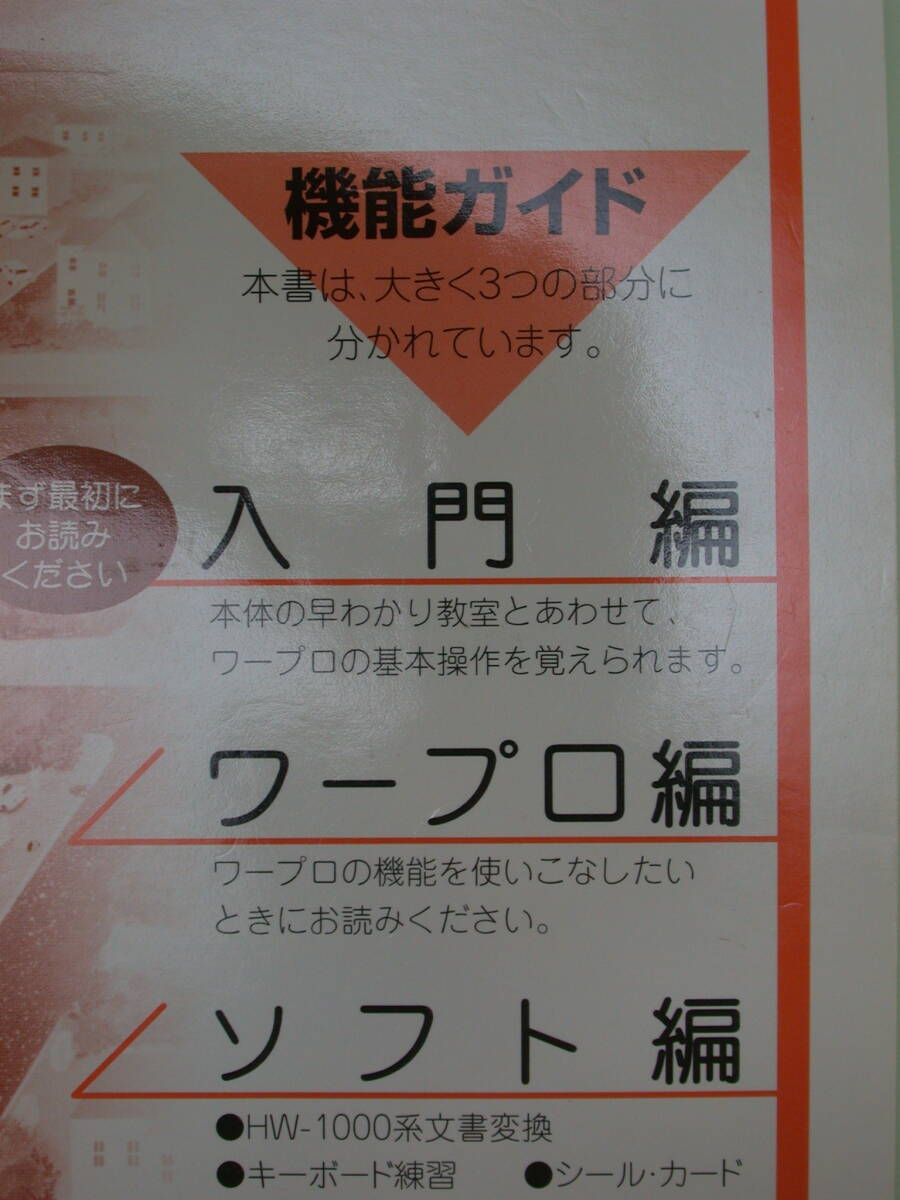 機能ガイド
本書は、大きく3つの部分に
分かれています。
まず最初に
お読み
ください
入門編
本体の早わかり教室とあわせて、
ワープロの基本操作を覚えられます。
ワープロ編
ワープロの機能を使いこなしたい
ときにお読みください。
ソフト編
●HW-1000系文書変換
●キーボード練習 ●シール・カード